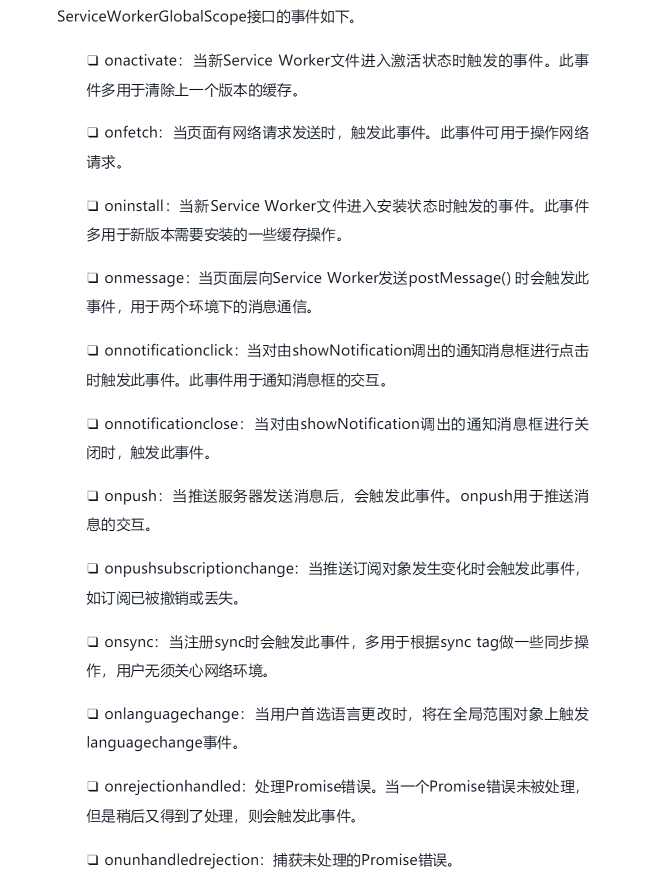 ServiceWorkerGlobalScope接口的事件如下。
❏ onactivate：当新Service Worker文件进入激活状态时触发的事件。此事
件多用于清除上一个版本的缓存。
❏ onfetch：当页面有网络请求发送时，触发此事件。此事件可用于操作网络
请求。
❏ oninstall：当新Service Worker文件进入安装状态时触发的事件。此事件
多用于新版本需要安装的一些缓存操作。
❏ onmessage：当页面层向Service Worker发送postMessage() 时会触发此
事件，用于两个环境下的消息通信。
❏ onnotificationclick：当对由showNotification调出的通知消息框进行点击
时触发此事件。此事件用于通知消息框的交互。
❏ onnotificationclose：当对由showNotification调出的通知消息框进行关
闭时，触发此事件。
❏ onpush：当推送服务器发送消息后，会触发此事件。onpush用于推送消
息的交互。
❏ onpushsubscriptionchange：当推送订阅对象发生变化时会触发此事件，
如订阅已被撤销或丢失。
❏ onsync：当注册sync时会触发此事件，多用于根据sync tag做一些同步操
作，用户无须关心网络环境。
❏ onlanguagechange：当用户首选语言更改时，将在全局范围对象上触发
languagechange事件。
❏ onrejectionhandled：处理Promise错误。当一个Promise错误未被处理，
但是稍后又得到了处理，则会触发此事件。
❏ onunhandledrejection：捕获未处理的Promise错误。